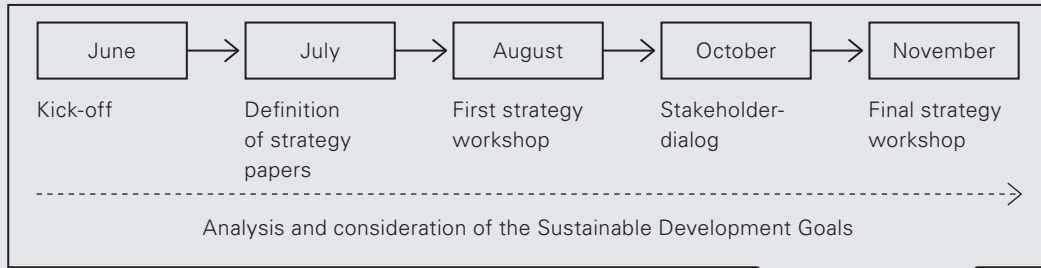 June
July
August
October
November
Kick-off
Definition
of strategy
papers
First strategy
workshop
Stakeholder-
dialog
Final strategy
workshop
Analysis and consideration of the Sustainable Development Goals